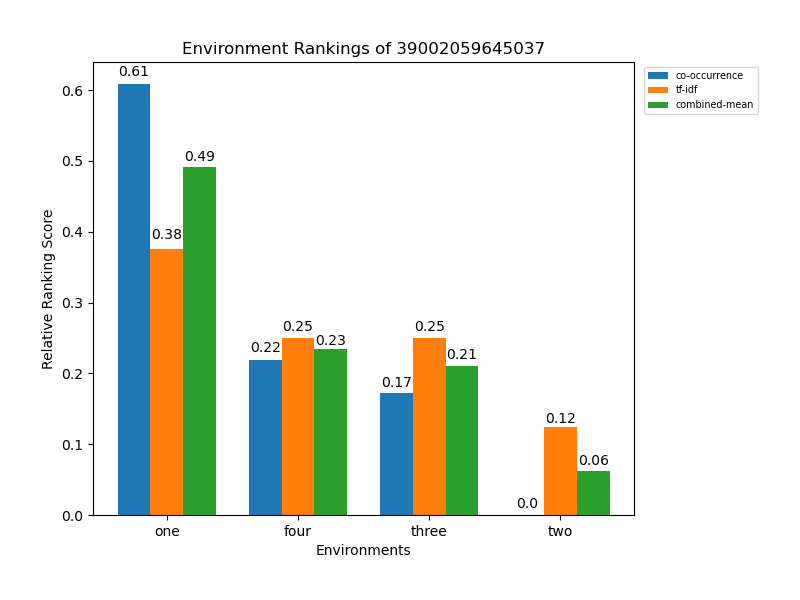 Environment Rankings of 39002059645037
co-occurrence
tf-idf
combined-mean
Relative Ranking Score
0.6
0.5
0.4
0.3
0.2
0.1
0.0
0.61
0.38
0.49
0.22
0.25
0.23
0.17
0.25
0.21
0.0
0.12
0.06
one four three two
Environments